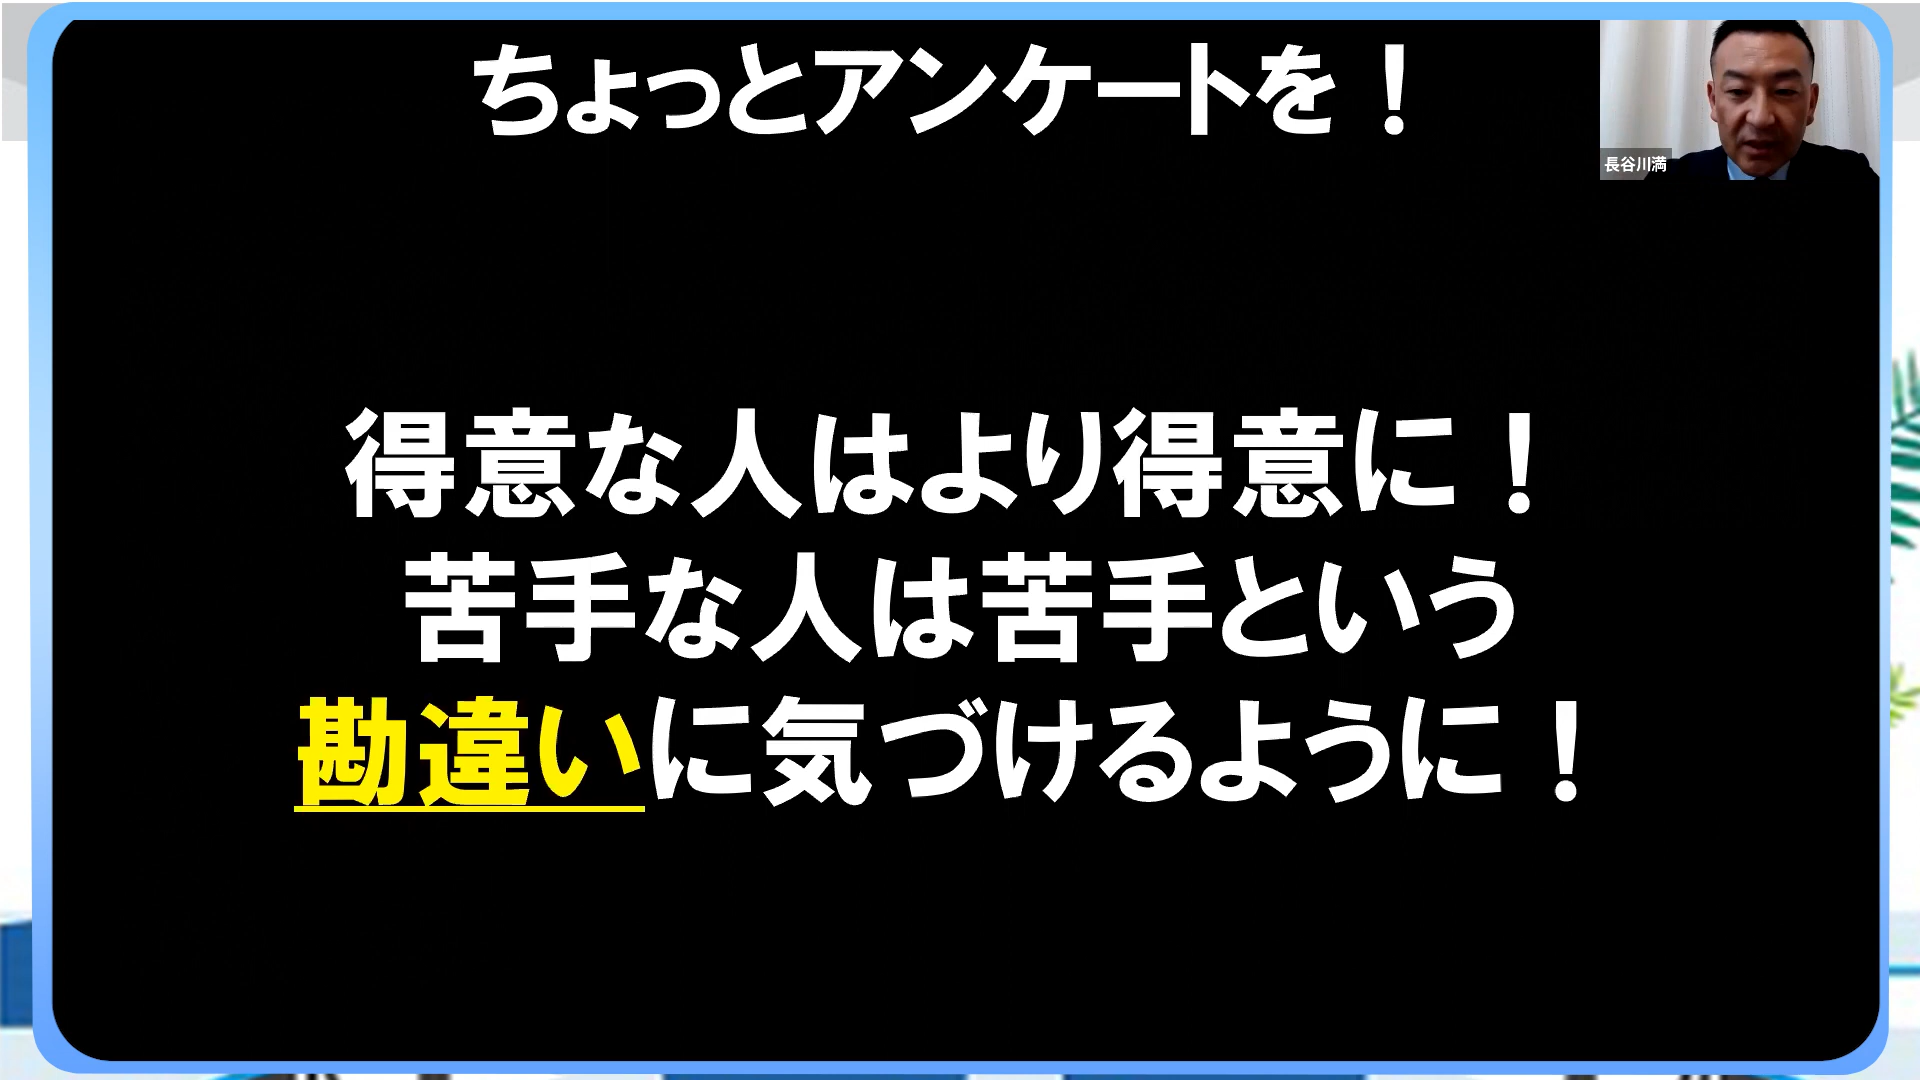 ちょっとアンケートを！
長谷川満
得意な人はより得意に！
苦手な人は苦手という
勘違いに気づけるように！